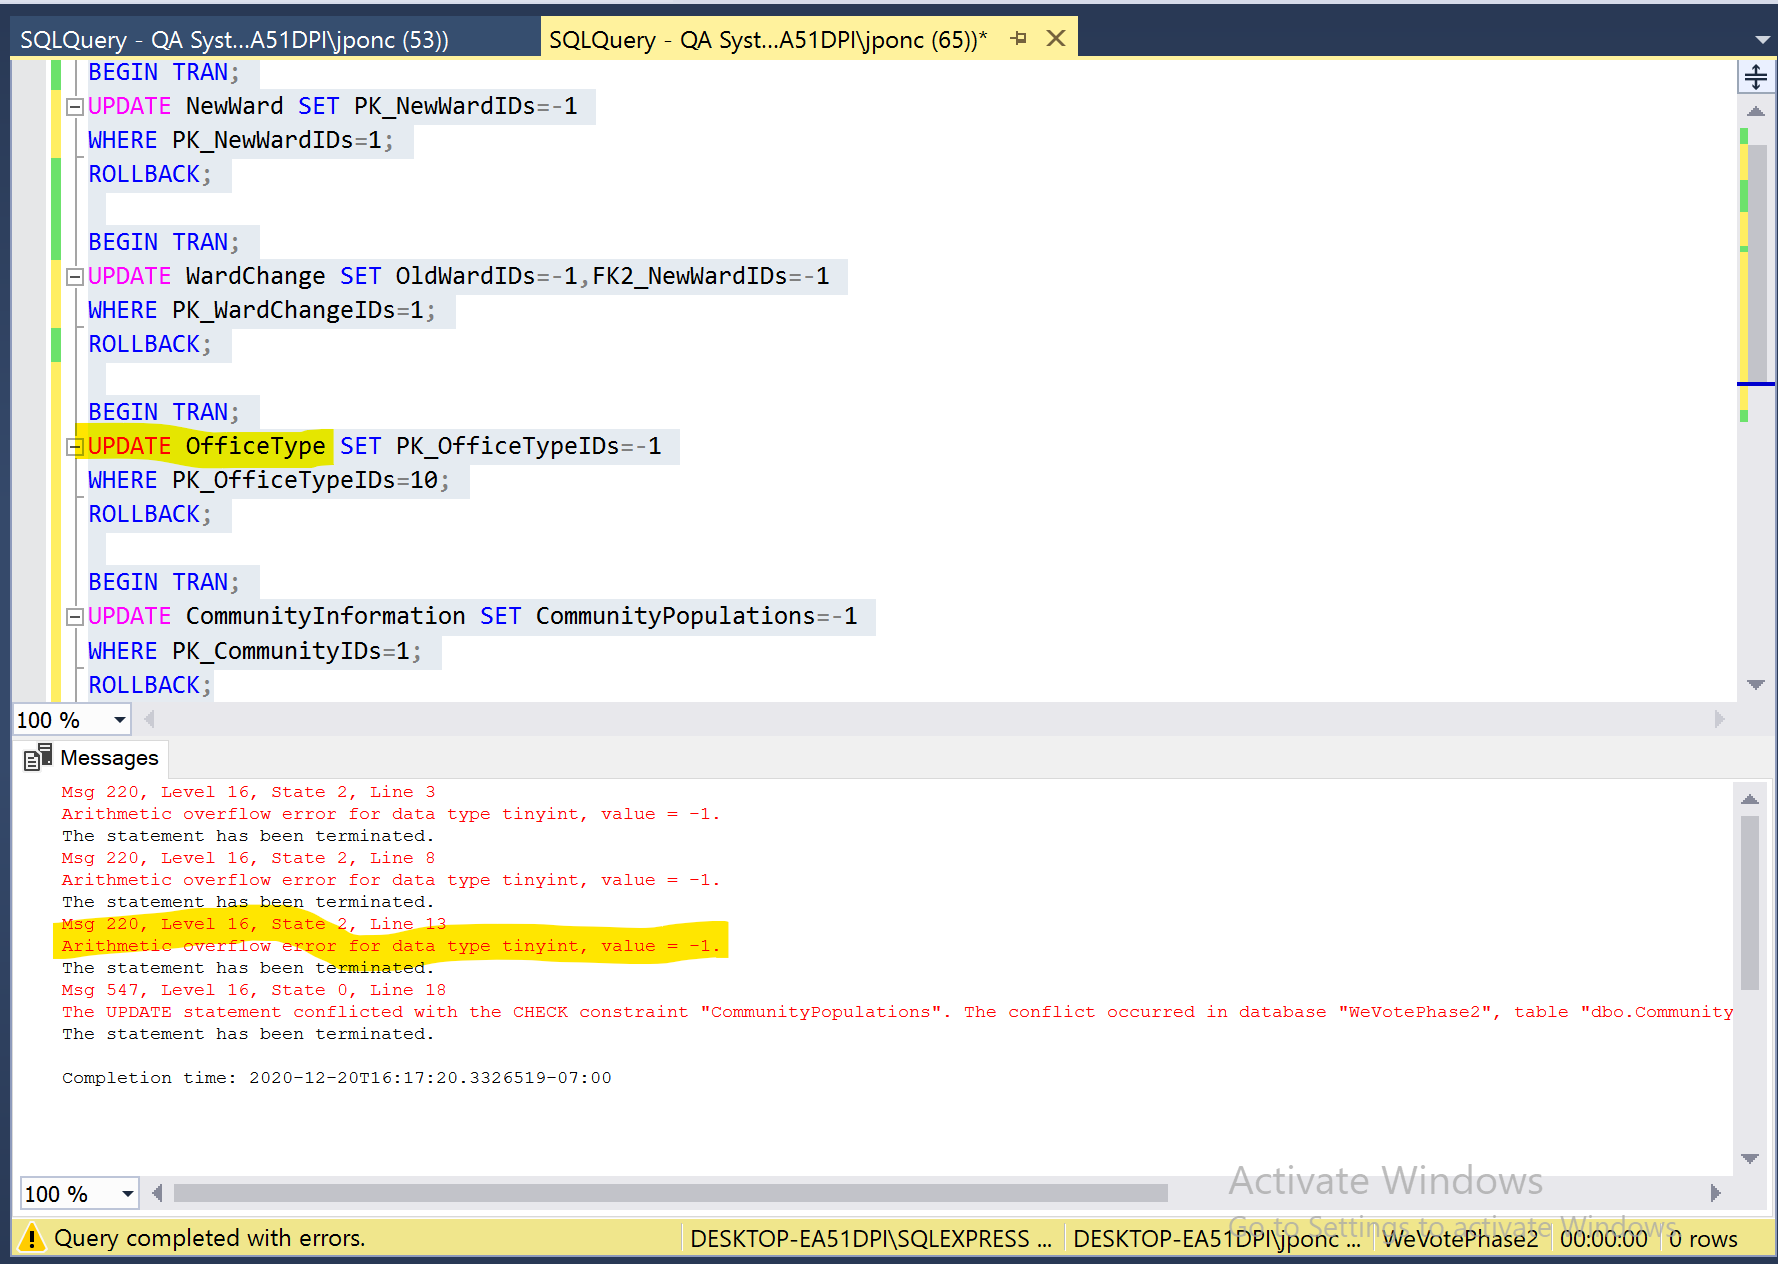 SQLQuery - QA Syst...A51DPI\jponc (53))
SQLQuery - QA Syst...A51DPI\jponc (65))*
BEGIN TRAN;
UPDATE NewWard SET PK_NewWardIDs=-1
WHERE PK_NewWardIDs=1;
ROLLBACK;
BEGIN TRAN;
UPDATE WardChange SET OldWardIDs=-1,FK2_NewWardIDs=-1
WHERE PK_WardChangeIDs=1;
ROLLBACK;
BEGIN TRAN;
UPDATE OfficeType SET PK_OfficeTypeIDs=-1
WHERE PK_OfficeTypeIDs=10;
ROLLBACK;
BEGIN TRAN;
UPDATE CommunityInformation SET CommunityPopulations=-1
WHERE PK_CommunityIDs=1;
ROLLBACK;
100 %
Messages
Msg 220, Level 16, State 2, Line 3
Arithmetic overflow error for data type tinyint, value = -1.
The statement has been terminated.
Msg 220, Level 16, State 2, Line 8
Arithmetic overflow error for data type tinyint, value = -1.
The statement has been terminated.
Msg 220, Level 16, State 2, Line 13
Arithmetic overflow error for data type tinyint, value = -1.
The statement has been terminated.
Msg 547, Level 16, State 0, Line 18
The UPDATE statement conflicted with the CHECK constraint "CommunityPopulations". The conflict occurred in database "WeVotePhase2", table "dbo.Community
The statement has been terminated.
Completion time: 2020-12-20T16:17:20.3326519-07:00
100 %
Activate Windows
Go to Settings to activate Windows.
Query completed with errors.
DESKTOP-EA51DPI\SQLEXPRESS ...
DESKTOP-EA51DPI\jponc ...
WeVotePhase2
00:00:00
0 rows